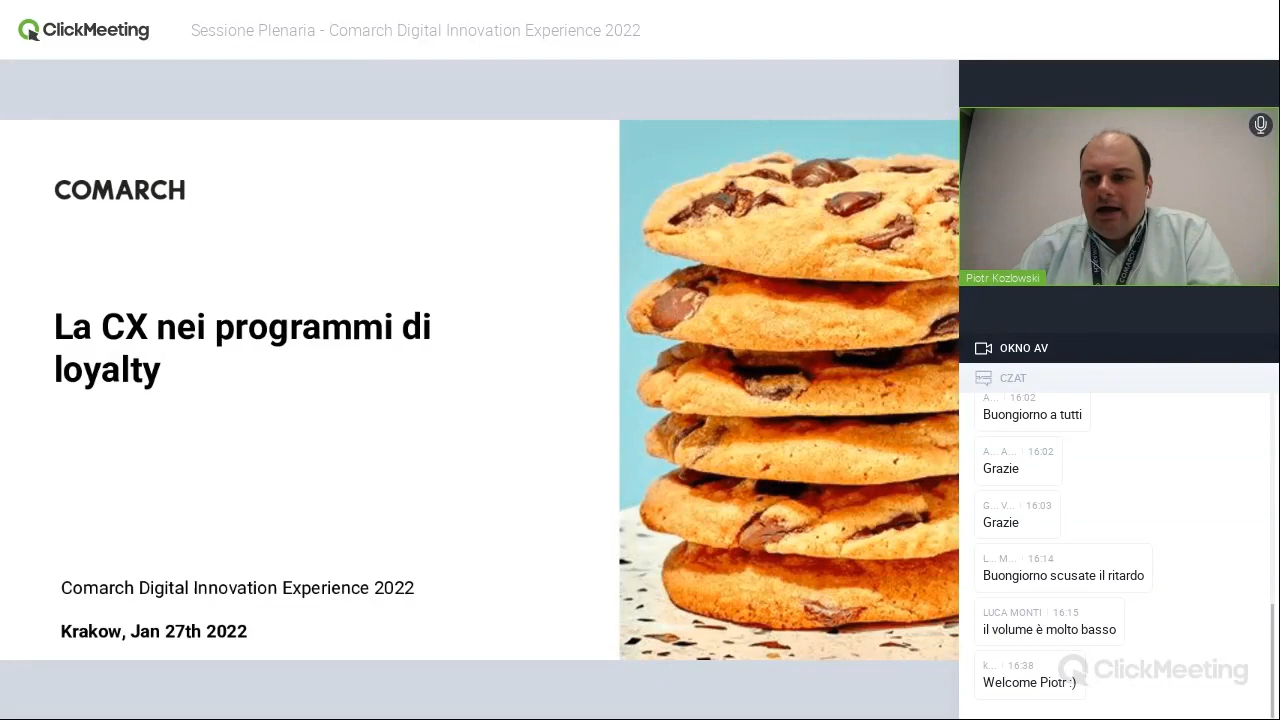 ClickMeeting
Sessione Plenaria - Comarch Digital Innovation Experience 2022
COMARCH
La CX nei programmi di
loyalty
Comarch Digital Innovation Experience 2022
Krakow, Jan 27th 2022
COMARCH
Piotr Kozlowski
OKNO AV
CZAT
A... 16:02
Buongiorno a tutti
A... A... 16:02
Grazie
G... V... 16:03
Grazie
L... M... 16:14
Buongiorno scusate il ritardo
LUCA MONTI 16:15
il volume è molto basso
k... 16:38
Welcome Piotr :)
ClickMeeting